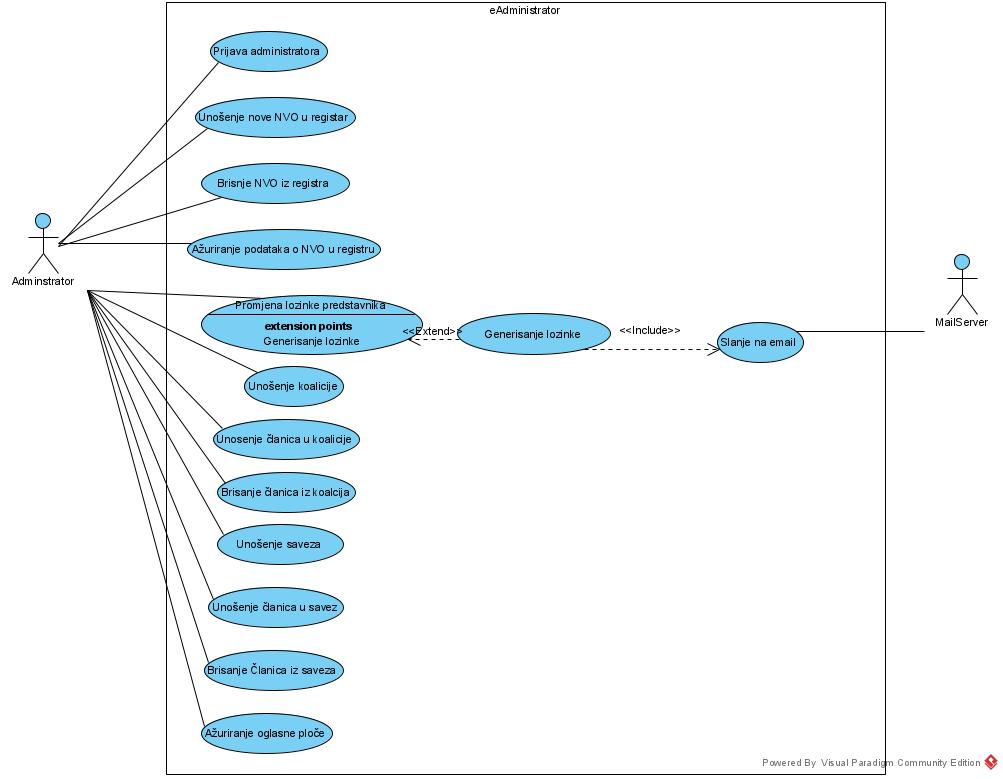 eAdministrator
Prijava administratora
Unošenje nove NVO u registar
Brisnje NVO iz registra
Ažuriranje podataka o NVO u registru
Adminstrator
Promjena lozinke predstavnika
extension points
Generisanje lozinke
<<Extend>>
Generisanje lozinke
<<Include>>
Slanje na email
MailServer
Unošenje koalicije
Unosenje članica u koalicije
Brisanje članica iz koalcija
Unošenje saveza
Unošenje članica u savez
Brisanje Članica iz saveza
Ažuriranje oglasne ploče
Powered By Visual Paradigm Community Edition